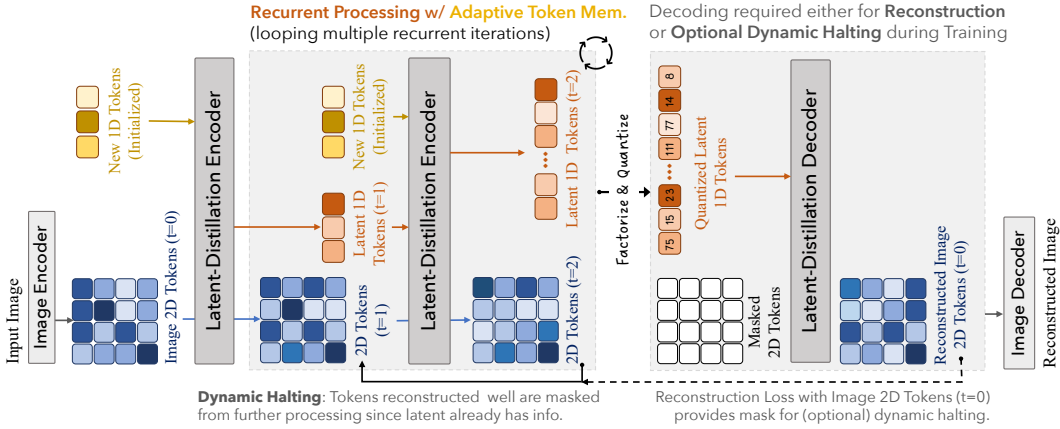 Recurrent Processing w/ Adaptive Token Mem.
(looping multiple recurrent iterations)
Decoding required either for Reconstruction
or Optional Dynamic Halting during Training
New 1D Tokens
(Initialized)
Input Image
Image Encoder
Image 2D Tokens (t=0)
Latent-Distillation Encoder
New 1D Tokens
(Initialized)
Latent 1D
Tokens (t=1)
2D Tokens
(t=1)
Latent-Distillation Encoder
Latent 1D Tokens (t=2)
2D Tokens (t=2)
Factorize & Quantize
8
14
77
111
23
15
75
Quantized Latent
1D Tokens
Masked
2D Tokens
Latent-Distillation Decoder
Reconstructed Image
2D Tokens (t=0)
Image Decoder
Reconstructed Image
Dynamic Halting: Tokens reconstructed well are masked
from further processing since latent already has info.
Reconstruction Loss with Image 2D Tokens (t=0)
provides mask for (optional) dynamic halting.